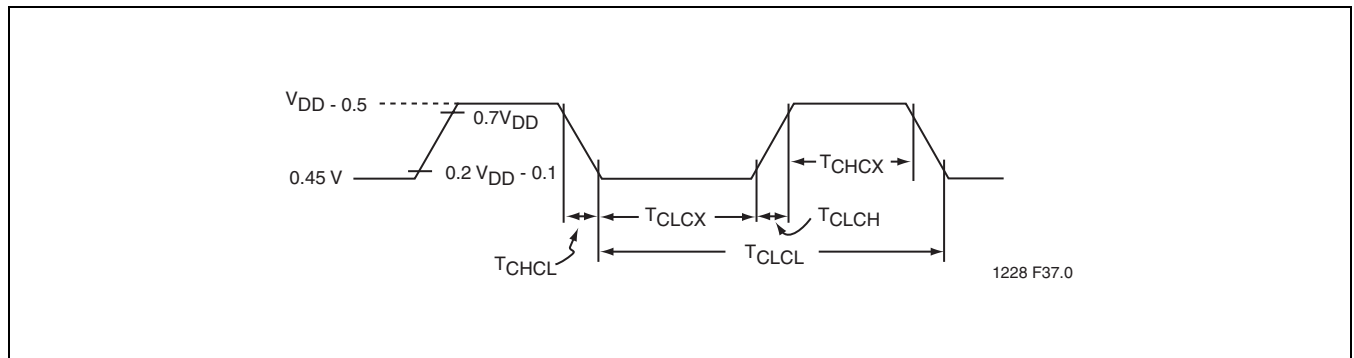 VDD - 0.5
0.7VDD
0.45 V
0.2 VDD - 0.1
TCHCX
TCLCX
TCLCH
TCHCL
TCLCL
1228 F37.0